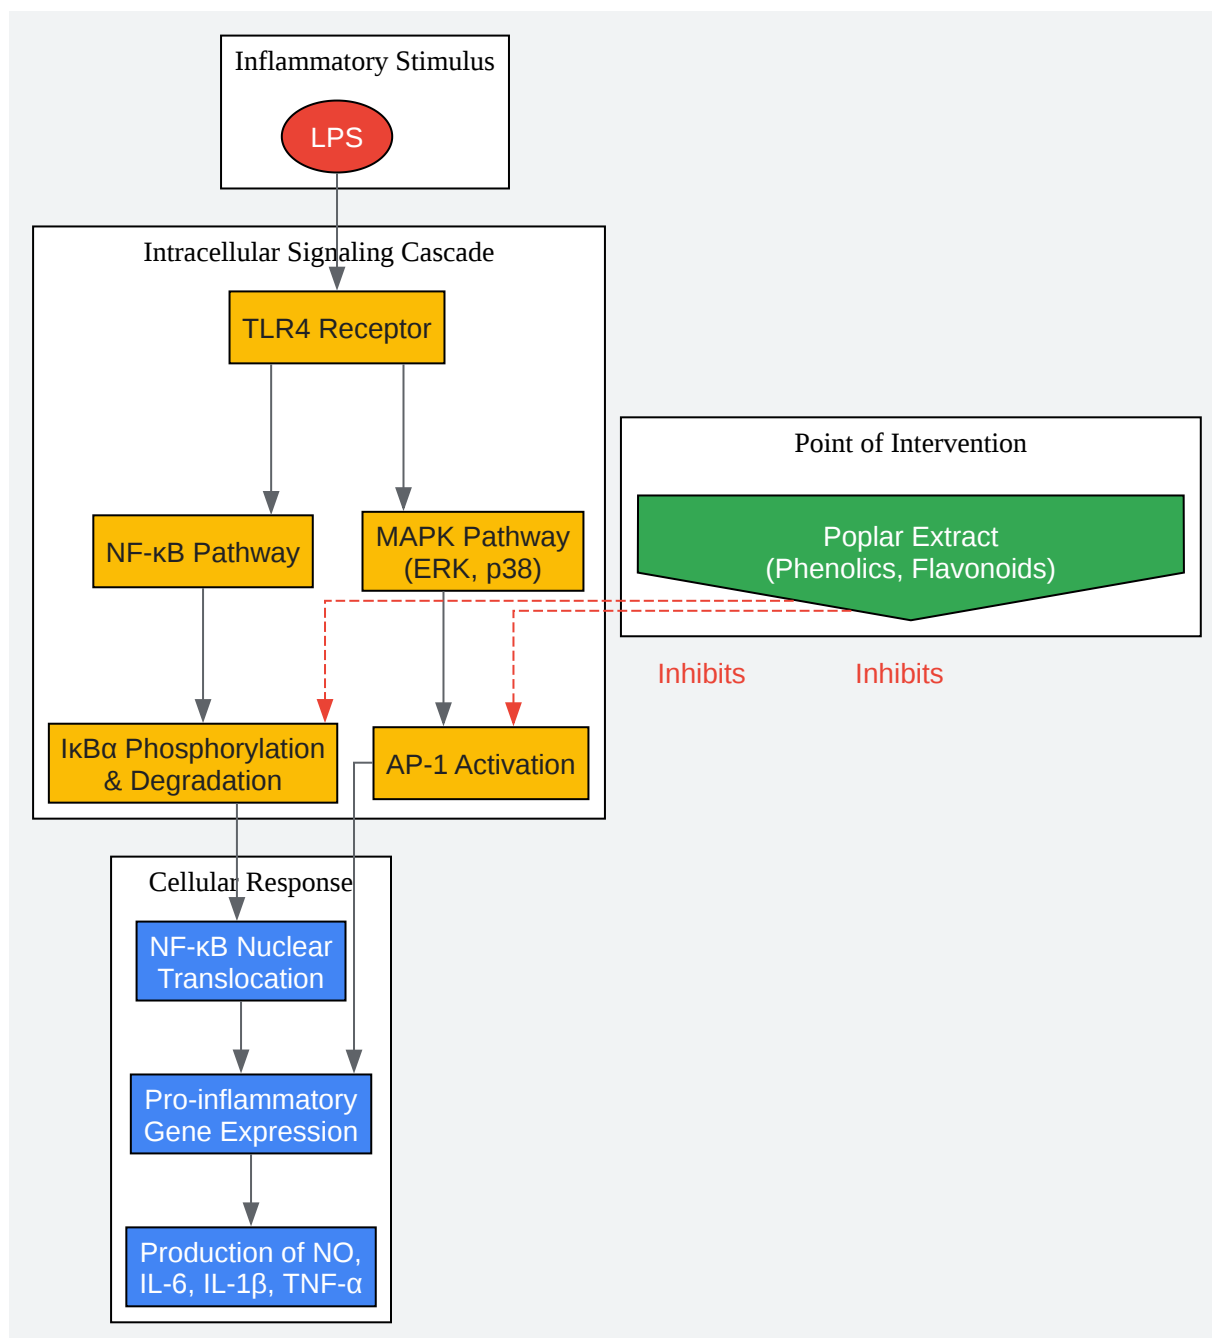 Inflammatory Stimulus
LPS
Intracellular Signaling Cascade
TLR4 Receptor
Point of Intervention
NF-κB Pathway
MAPK Pathway
(ERK, p38)
Poplar Extract
(Phenolics, Flavonoids)
Inhibits
Inhibits
IκBα Phosphorylation
& Degradation
AP-1 Activation
Cellular Response
NF-κB Nuclear
Translocation
Pro-inflammatory
Gene Expression
Production of NO,
IL-6, IL-1β, TNF-α